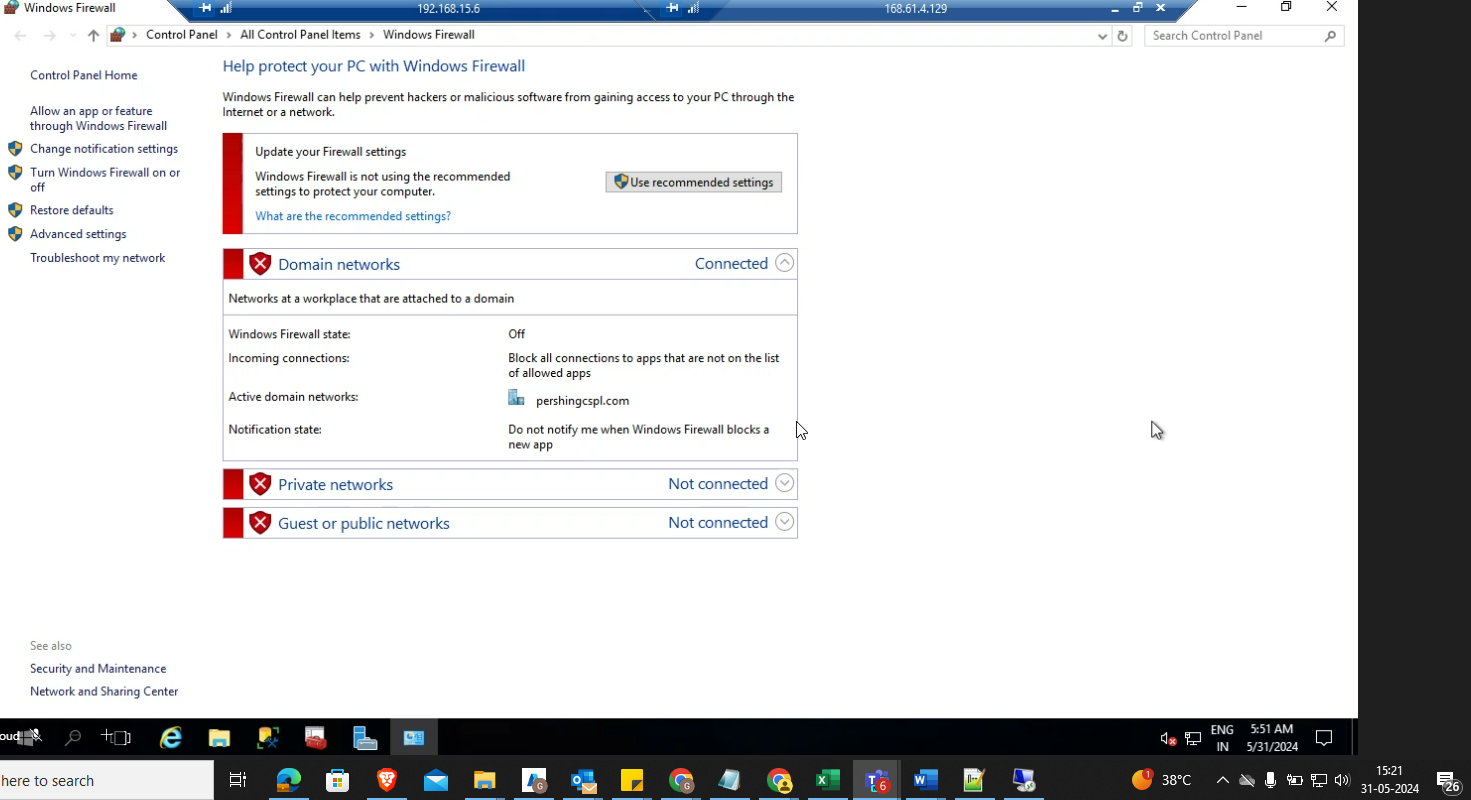 Windows Firewall
192.168.15.6
168.61.4.129
Control Panel > All Control Panel Items > Windows Firewall
Search Control Panel
Control Panel Home
Allow an app or feature
through Windows Firewall
Change notification settings
Turn Windows Firewall on or
off
Restore defaults
Advanced settings
Troubleshoot my network
Help protect your PC with Windows Firewall
Windows Firewall can help prevent hackers or malicious software from gaining access to your PC through the
Internet or a network.
Update your Firewall settings
Windows Firewall is not using the recommended
settings to protect your computer.
Use recommended settings
What are the recommended settings?
Domain networks
Connected
Networks at a workplace that are attached to a domain
Windows Firewall state:
Off
Incoming connections:
Block all connections to apps that are not on the list
of allowed apps
Active domain networks:
pershingcspl.com
Notification state:
Do not notify me when Windows Firewall blocks a
new app
Private networks
Not connected
Guest or public networks
Not connected
See also
Security and Maintenance
Network and Sharing Center
oud
ENG
IN
5:51 AM
5/31/2024
here to search
38°C
15:21
31-05-2024
26